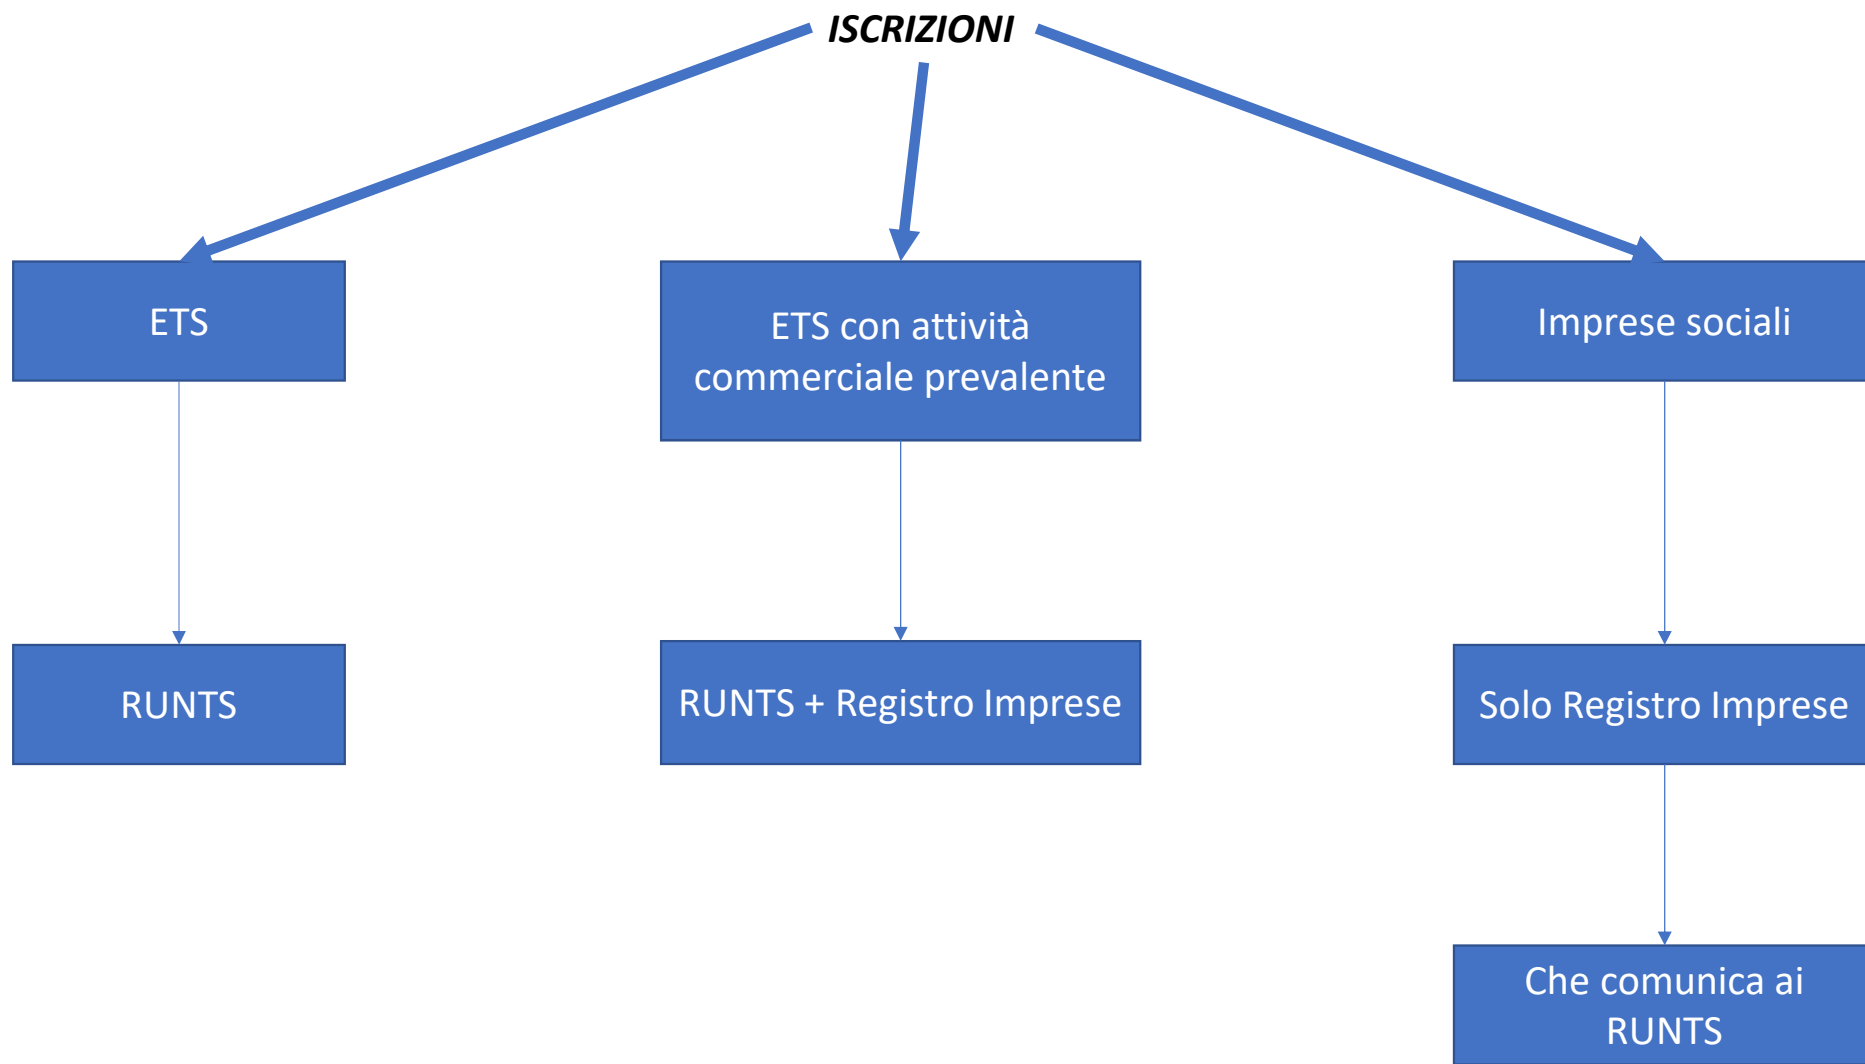 ISCRIZIONI
ETS
ETS con attività
commerciale prevalente
Imprese sociali
RUNTS
RUNTS + Registro Imprese
Solo Registro Imprese
Che comunica ai
RUNTS